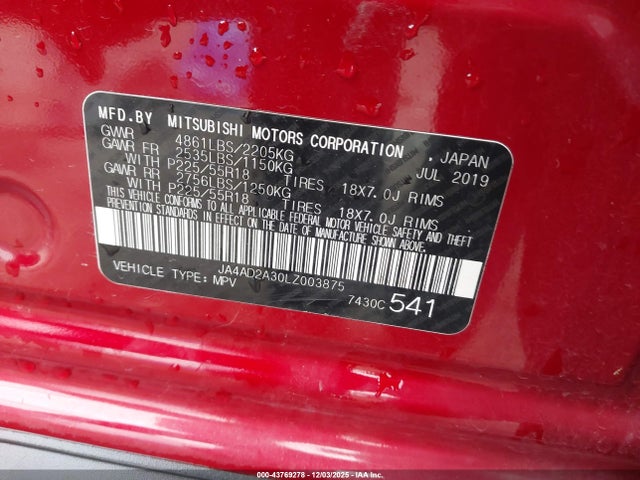 MFD.BY MITSUBISHI MOTORS CORPORATION , JAPAN
GVWR 4861LBS/2205KG JUL 2019
GAWR FR 2535LBS/1150KG
WITH P225/55R18 TIRES 18X7.0J RIMS
GAWR RR 2756LBS/1250KG
WITH P225/55R18 TIRES 18X7.0J RIMS
THIS VEHICLE CONFORMS TO ALL APPLICABLE FEDERAL MOTOR VEHICLE SAFETY AND THEFT
PREVENTION STANDARDS IN EFFECT ON THE DATE OF MANUFACTURE SHOWN ABOVE.
JA4AD2A30LZ003875
VEHICLE TYPE:MPV
7430C 541
000-43769278 - 12/03/2025 - IAA Inc.